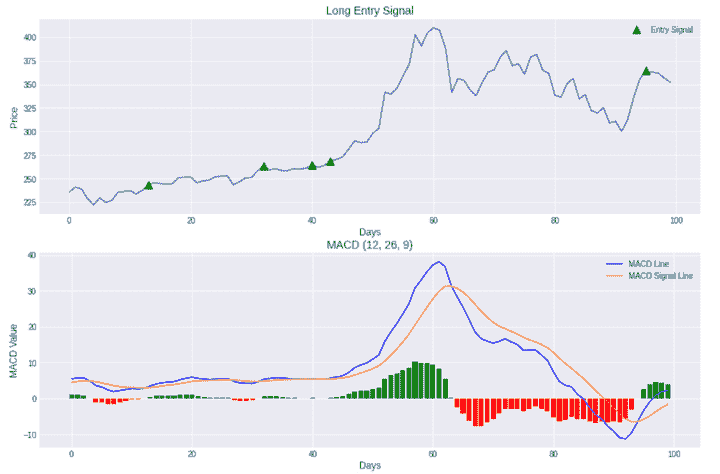 Long Entry Signal
400
375
350
325
300
275
250
225
Price
Entry Signal
0 20 40 60 80 100
Days
MACD (12, 26, 9)
40
30
20
10
0
−10
MACD Value
MACD Line
MACD Signal Line
0 20 40 60 80 100
Days